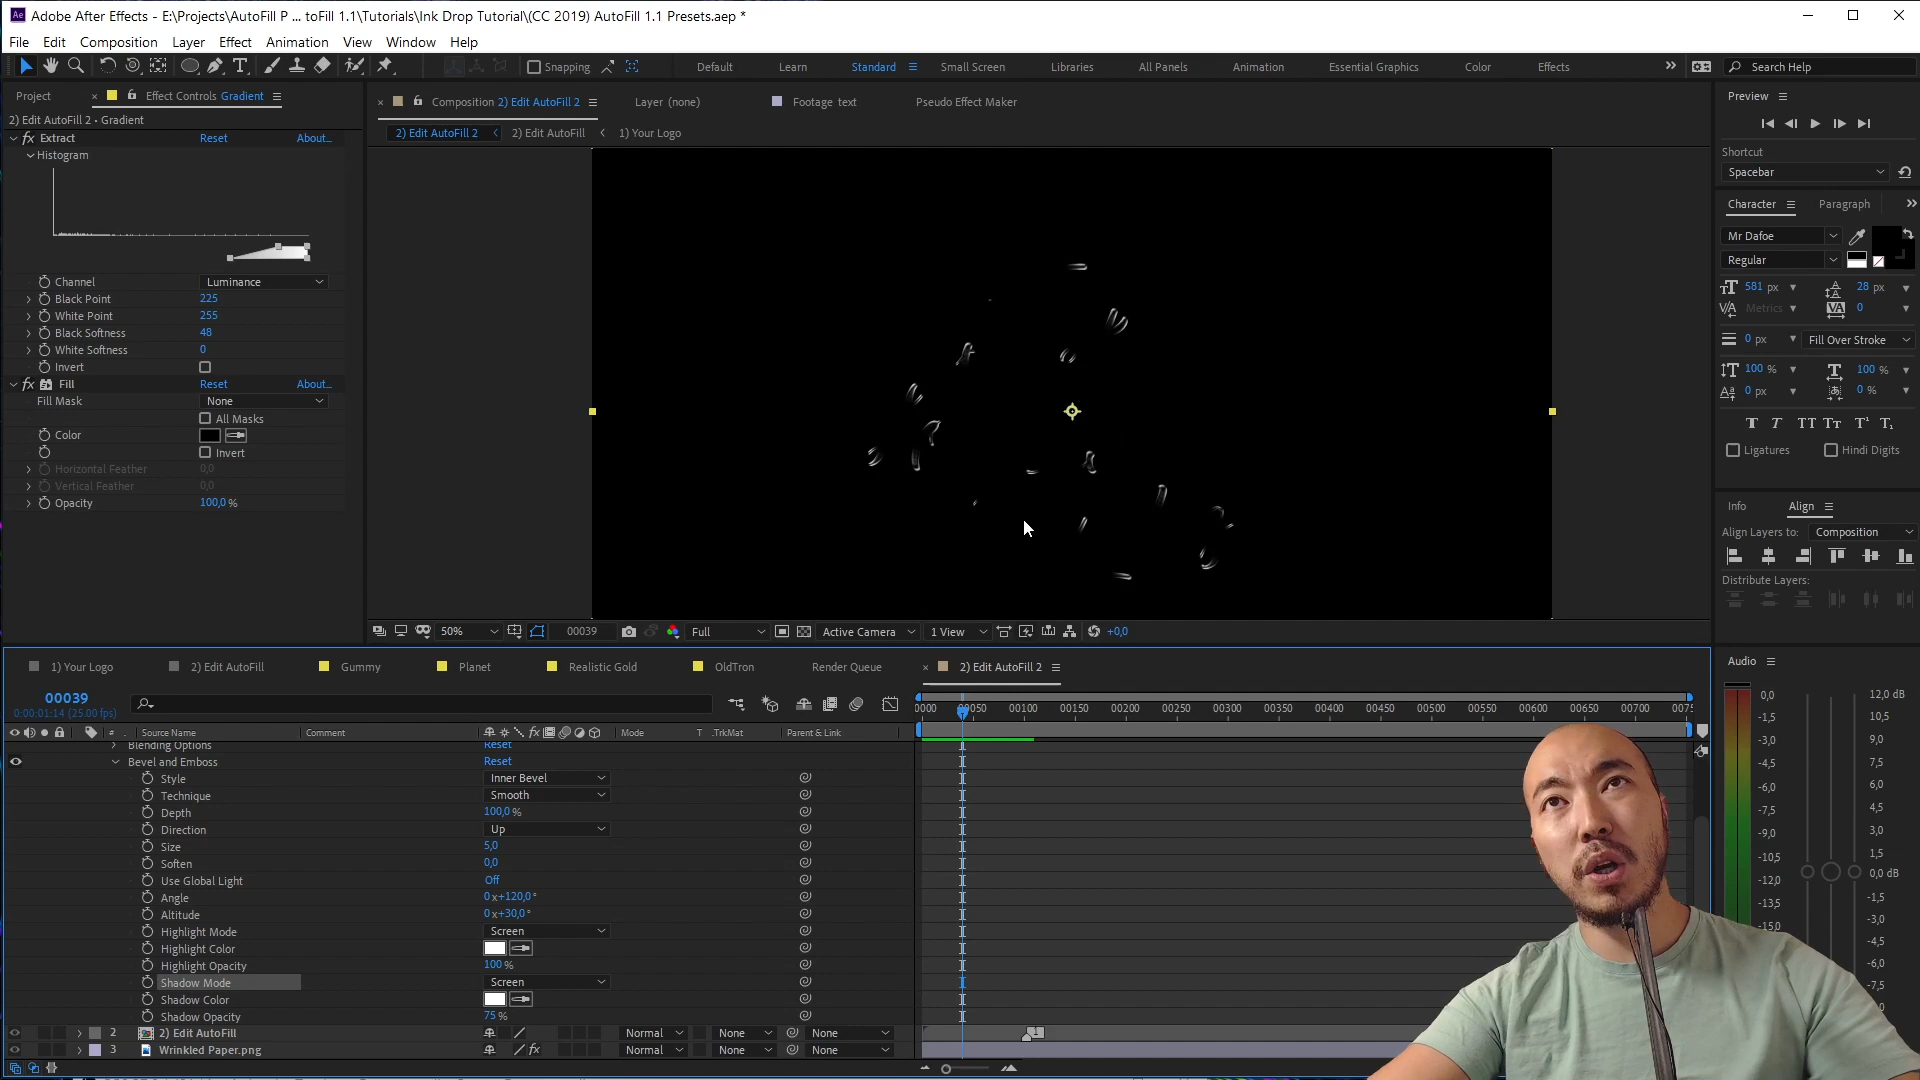 Adobe After Effects - E:\Projects\AutoFill P ... toFill 1.1\Tutorials\Ink Drop Tutorial\(CC 2019) AutoFill 1.1 Presets.aep *
File Edit Composition Layer Effect Animation View Window Help
Snapping Default Learn Standard Small Screen Libraries All Panels Animation Essential Graphics Color Effects Search Help
Project Effect Controls Gradient
Composition 2) Edit AutoFill 2 Layer (none) Footage text Pseudo Effect Maker
2) Edit AutoFill 2 • Gradient
2) Edit AutoFill 2 2) Edit AutoFill 1) Your Logo
Extract Reset About...
Histogram
Channel Luminance
Black Point 225
White Point 255
Black Softness 48
White Softness 0
Invert
Fill Reset About...
Fill Mask None
All Masks
Color
Invert
Horizontal Feather 0,0
Vertical Feather 0,0
Opacity 100,0 %
50% 00039 Full Active Camera 1 View +0,0
Preview
Shortcut
Spacebar
Character Paragraph
Mr Dafoe
Regular
581 px 28 px
Metrics 0
0 px Fill Over Stroke
100 % 100 %
0 px 0 %
Ligatures Hindi Digits
Info Align
Align Layers to: Composition
Distribute Layers:
1) Your Logo 2) Edit AutoFill Gummy Planet Realistic Gold OldTron Render Queue 2) Edit AutoFill 2
00039
0:00:01:14 (25.00 fps)
0000 00050 00100 00150 00200 00250 00300 00350 00400 00450 00500 00550 00600 00650 00700 0075
# Source Name Comment Mode T .TrkMat Parent & Link
Blending Options Reset
Bevel and Emboss Reset
Style Inner Bevel
Technique Smooth
Depth 100,0 %
Direction Up
Size 5,0
Soften 0,0
Use Global Light Off
Angle 0 x+120,0°
Altitude 0 x+30,0°
Highlight Mode Screen
Highlight Color
Highlight Opacity 100 %
Shadow Mode Screen
Shadow Color
Shadow Opacity 75 %
2 2) Edit AutoFill Normal None None 1
3 Wrinkled Paper.png Normal None None
Audio
0,0 12,0 dB
-1,5 10,5
-3,0 9,0
-4,5 7,5
-6,0 6,0
-7,5 4,5
-9,0 3,0
-10,5 1,5
-12,0 0,0 dB
-13,5 -1,5
-15,0 -3,0
-4,5
-6,0
-7,5